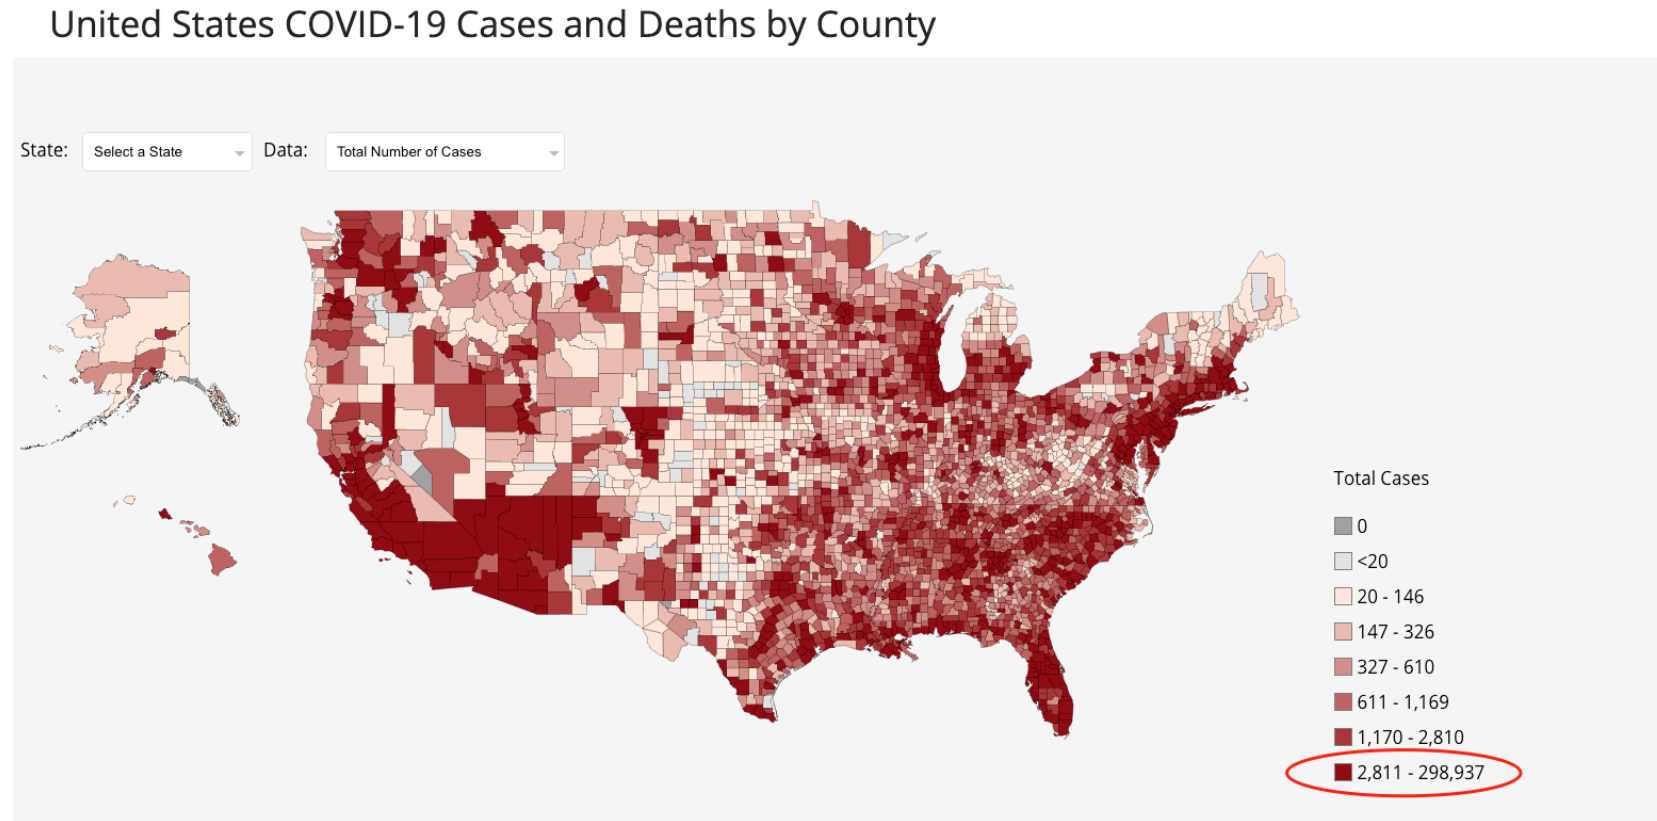 United States COVID-19 Cases and Deaths by County
State: Select a State Data: Total Number of Cases
Total Cases
0
<20
20 - 146
147 - 326
327 - 610
611 - 1,169
1,170 - 2,810
2,811 - 298,937